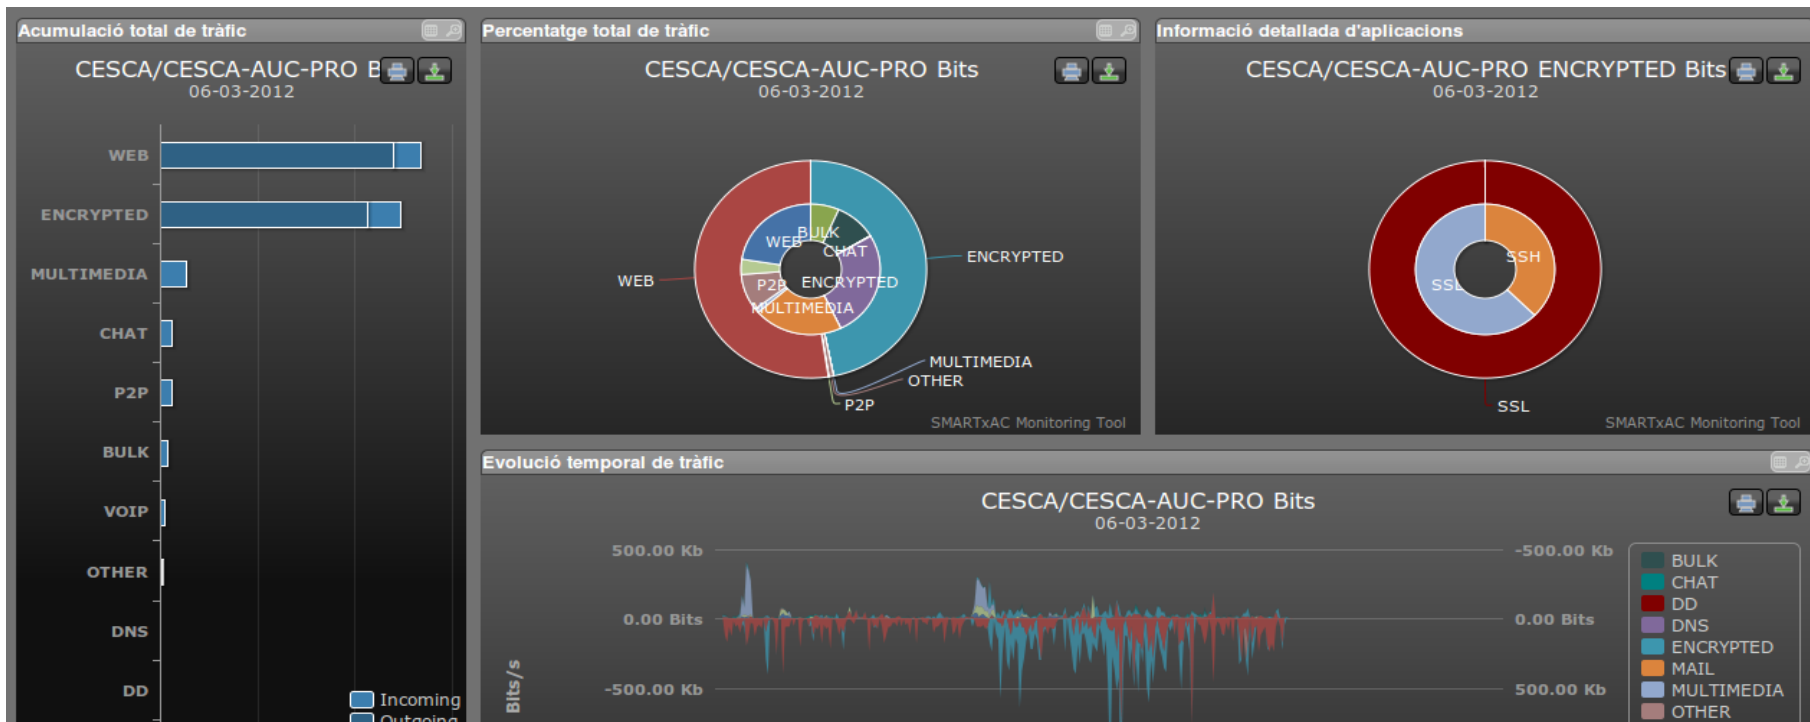 Acumulació total de tràfic
CESCA/CESCA-AUC-PRO B
06-03-2012
WEB
ENCRYPTED
MULTIMEDIA
CHAT
P2P
BULK
VOIP
OTHER
DNS
DD
Incoming
Outgoing
Percentatge total de tràfic
CESCA/CESCA-AUC-PRO Bits
06-03-2012
WEB
BULK
CHAT
ENCRYPTED
P2P
MULTIMEDIA
WEB
ENCRYPTED
MULTIMEDIA
OTHER
P2P
SMARTxAC Monitoring Tool
Informació detallada d'aplicacions
CESCA/CESCA-AUC-PRO ENCRYPTED Bits
06-03-2012
SSH
SSL
SSL
SMARTxAC Monitoring Tool
Evolució temporal de tràfic
CESCA/CESCA-AUC-PRO Bits
06-03-2012
500.00 Kb
-500.00 Kb
0.00 Bits
0.00 Bits
-500.00 Kb
500.00 Kb
Bits/s
BULK
CHAT
DD
DNS
ENCRYPTED
MAIL
MULTIMEDIA
OTHER